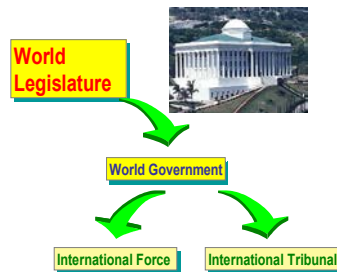 World
Legislature
World Government
International Force
International Tribunal